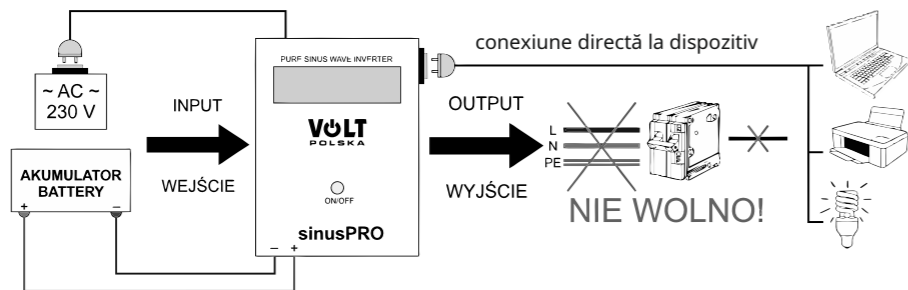 conexiune directă la dispozitiv
~ AC ~
230 V
INPUT
WEJŚCIE
AKUMULATOR
BATTERY
+ –
PURE SINUS WAVE INVERTER
VOLT
POLSKA
ON/OFF
sinusPRO
– +
OUTPUT
WYJŚCIE
L
N
PE
NIE WOLNO!